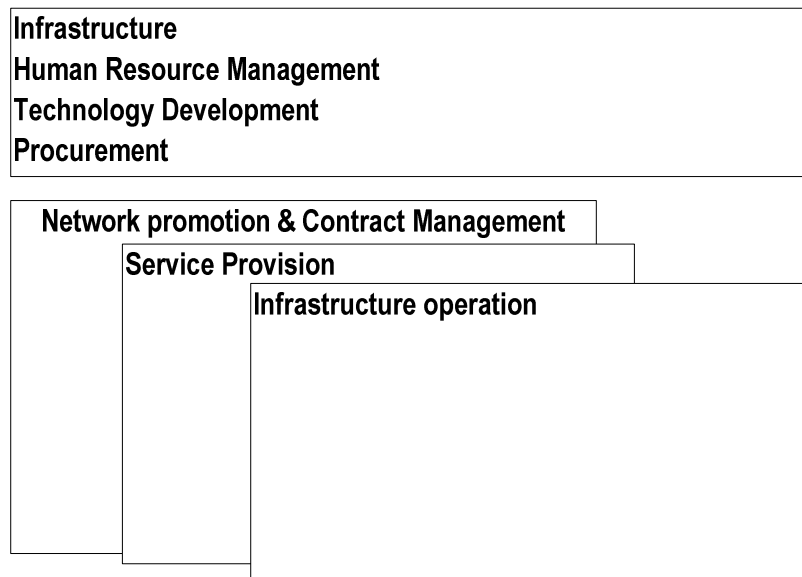 Infrastructure
Human Resource Management
Technology Development
Procurement
Network promotion & Contract Management
Service Provision
Infrastructure operation